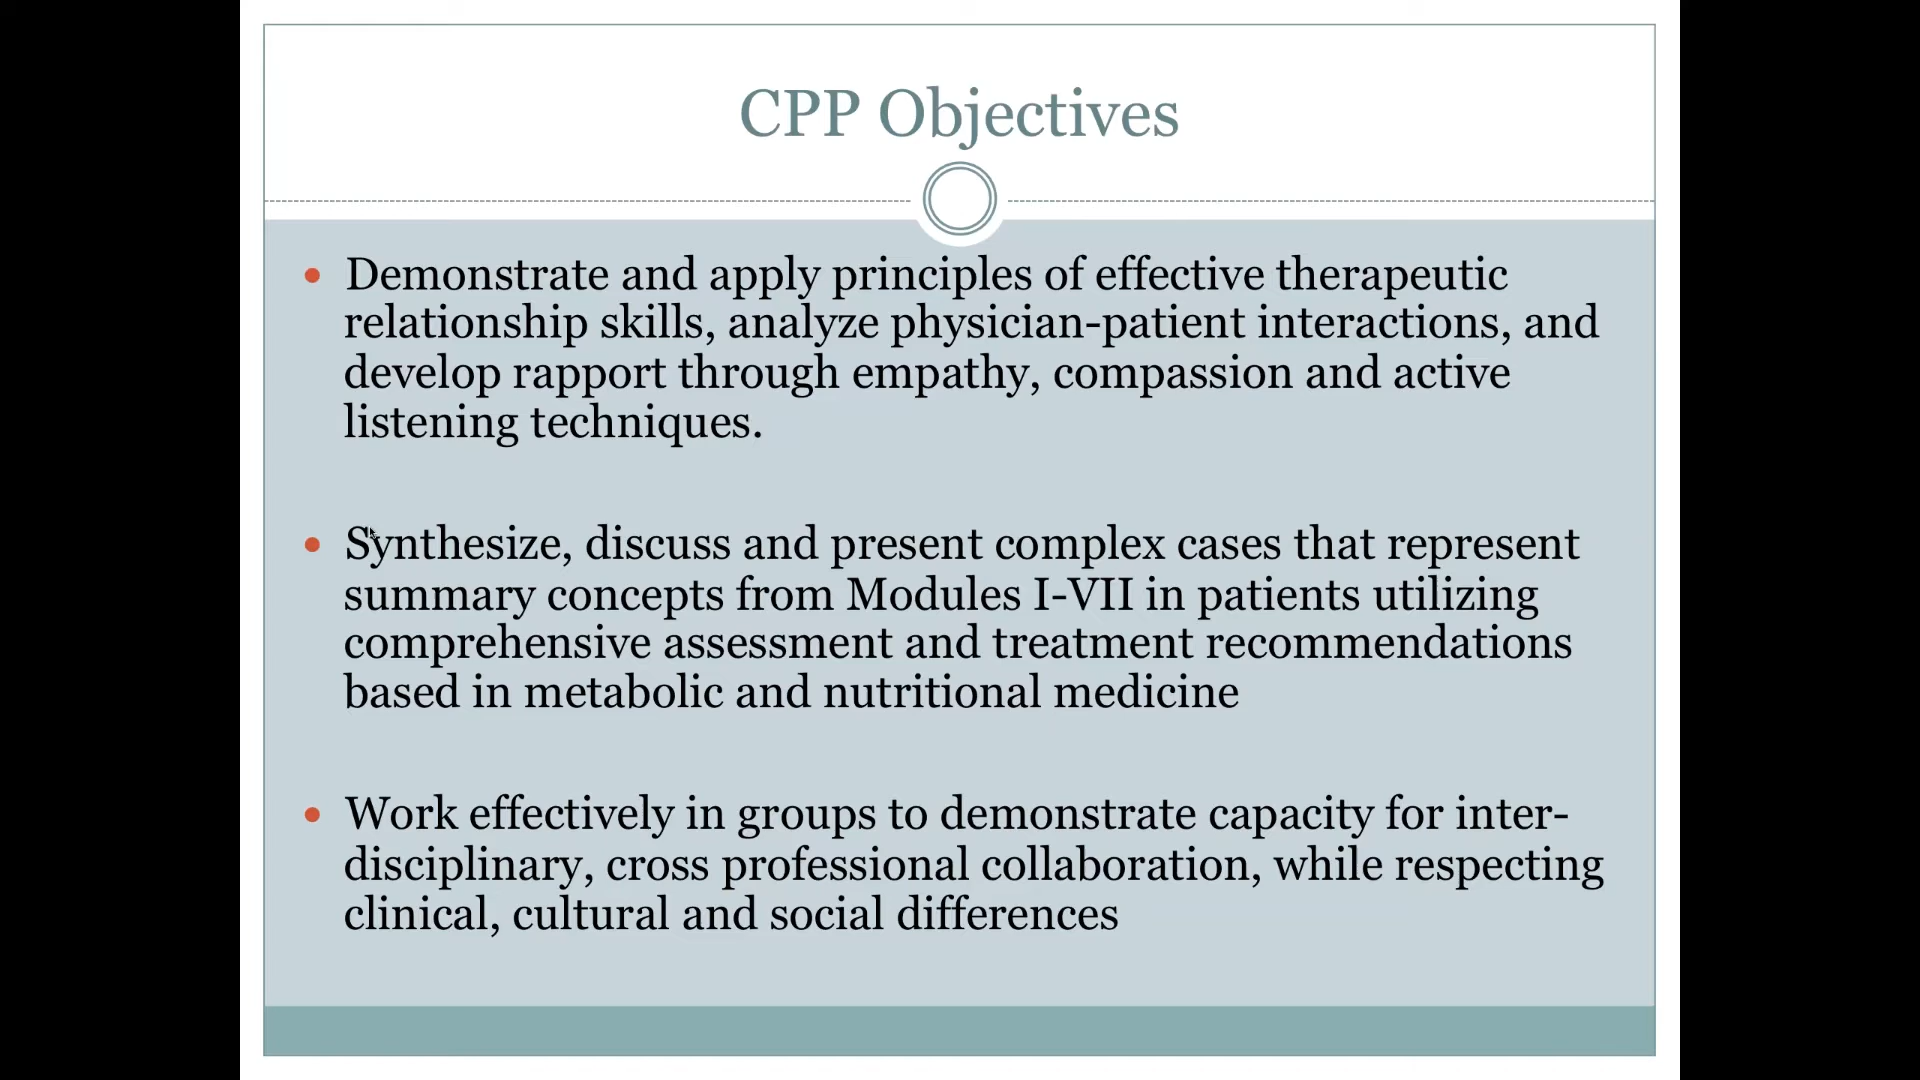 CPP Objectives
Demonstrate and apply principles of effective therapeutic
relationship skills, analyze physician-patient interactions, and
develop rapport through empathy, compassion and active
listening techniques.
Synthesize, discuss and present complex cases that represent
summary concepts from Modules I-VII in patients utilizing
comprehensive assessment and treatment recommendations
based in metabolic and nutritional medicine
Work effectively in groups to demonstrate capacity for inter-
disciplinary, cross professional collaboration, while respecting
clinical, cultural and social differences